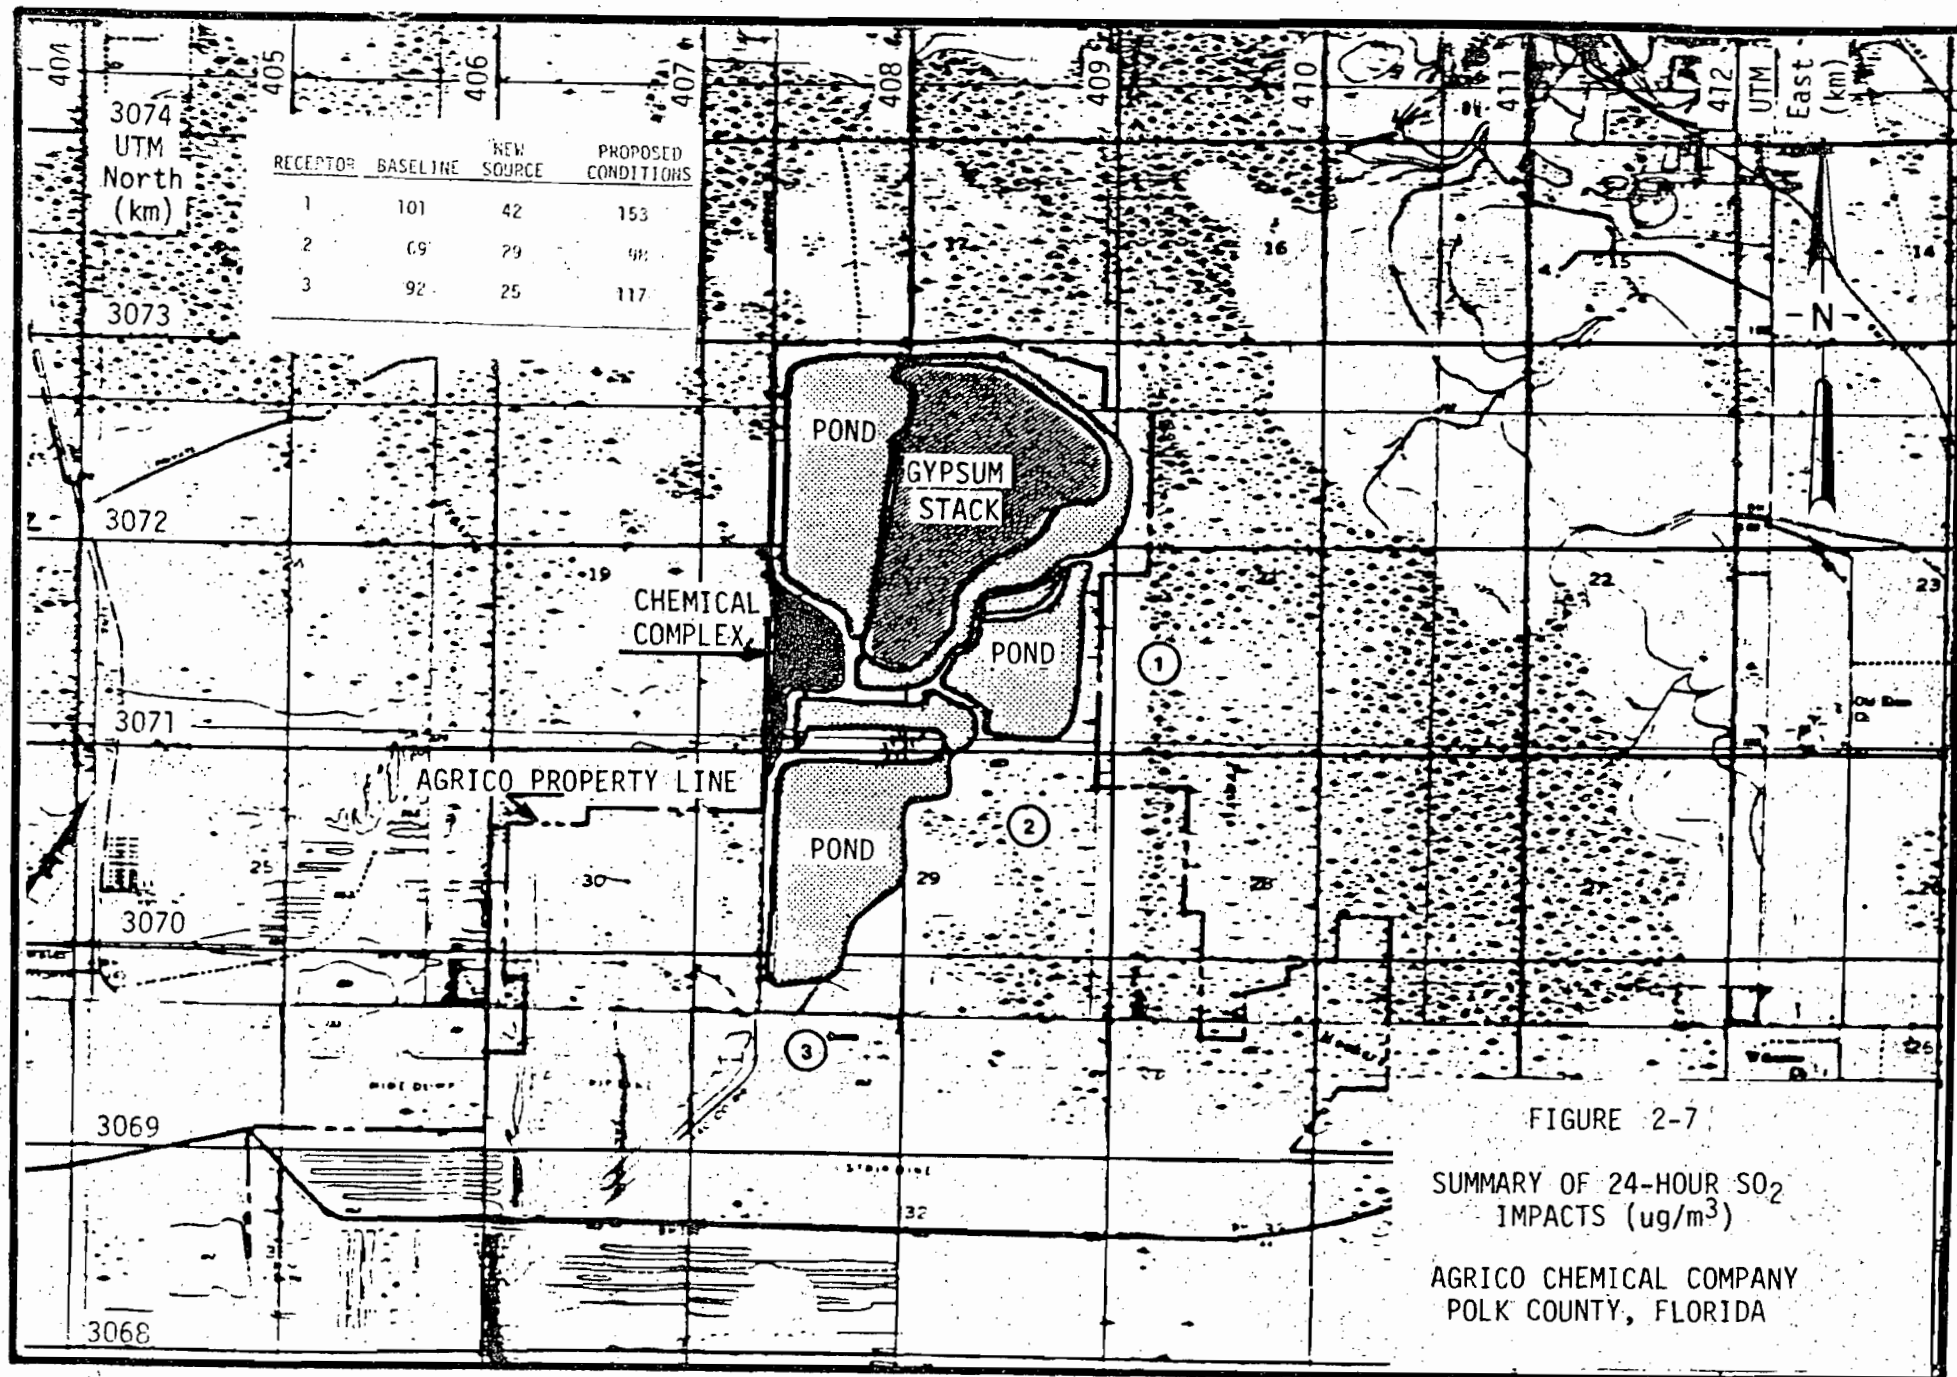 404
405
406
407
408
409
410
411
412
UTM
East
(km)
3074
UTM
North
(km)
RECEPTOR BASELINE NEW SOURCE PROPOSED CONDITIONS
1 101 42 153
2 69 29 98
3 92 25 117
17
16
15
14
3073
- N -
POND
GYPSUM
STACK
3072
19
22
23
CHEMICAL
COMPLEX
POND
1
3071
AGRICO PROPERTY LINE
2
POND
25
30
29
28
27
26
3070
3
3069
32
3068
FIGURE 2-7
SUMMARY OF 24-HOUR SO2
IMPACTS (ug/m3)
AGRICO CHEMICAL COMPANY
POLK COUNTY, FLORIDA